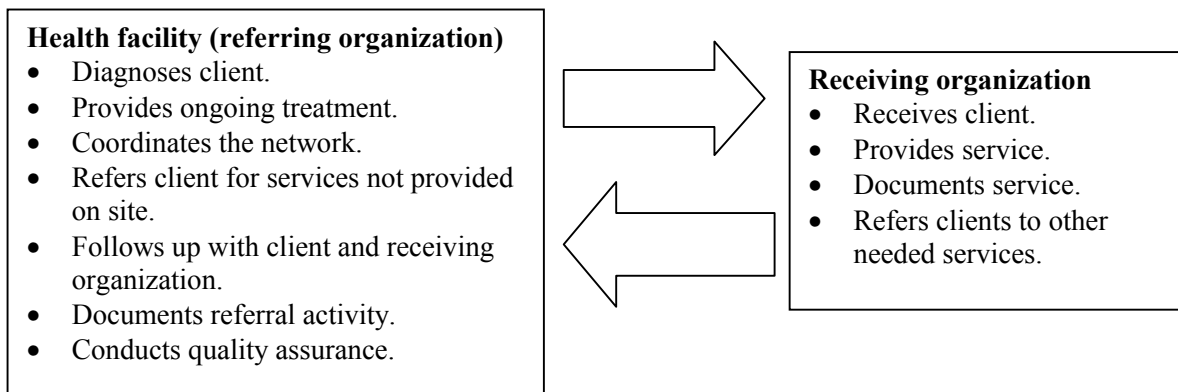 Health facility (referring organization)
• Diagnoses client.
• Provides ongoing treatment.
• Coordinates the network.
• Refers client for services not provided
on site.
• Follows up with client and receiving
organization.
• Documents referral activity.
• Conducts quality assurance.
Receiving organization
• Receives client.
• Provides service.
• Documents service.
• Refers clients to other
needed services.